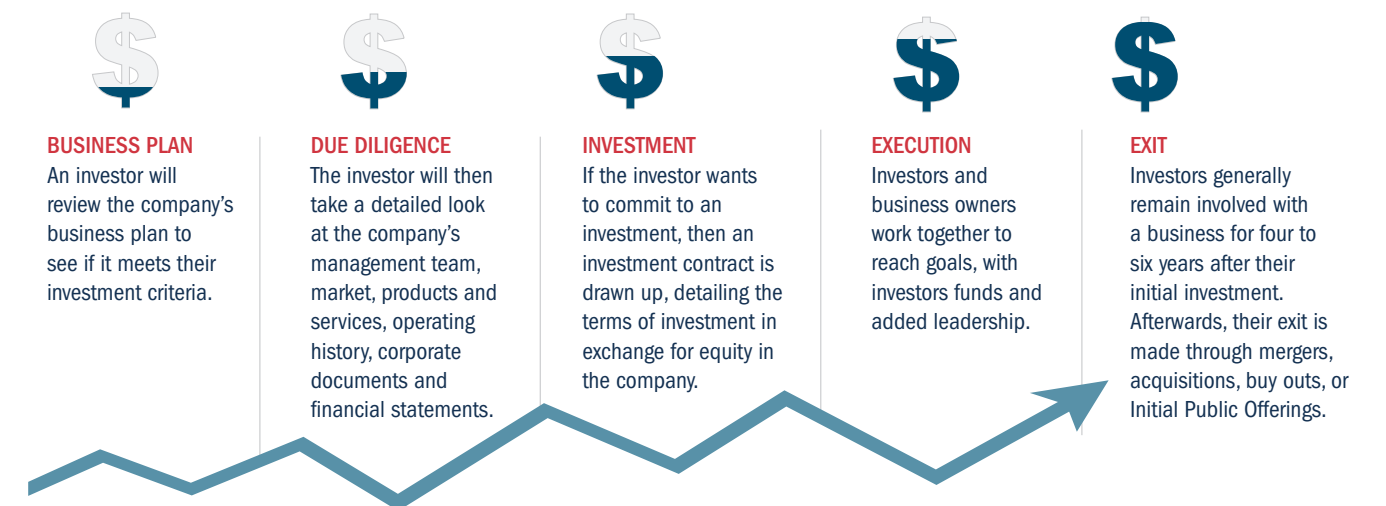 BUSINESS PLAN
An investor will
review the company’s
business plan to
see if it meets their
investment criteria.
DUE DILIGENCE
The investor will then
take a detailed look
at the company’s
management team,
market, products and
services, operating
history, corporate
documents and
financial statements.
INVESTMENT
If the investor wants
to commit to an
investment, then an
investment contract is
drawn up, detailing the
terms of investment in
exchange for equity in
the company.
EXECUTION
Investors and
business owners
work together to
reach goals, with
investors funds and
added leadership.
EXIT
Investors generally
remain involved with
a business for four to
six years after their
initial investment.
Afterwards, their exit is
made through mergers,
acquisitions, buy outs, or
Initial Public Offerings.